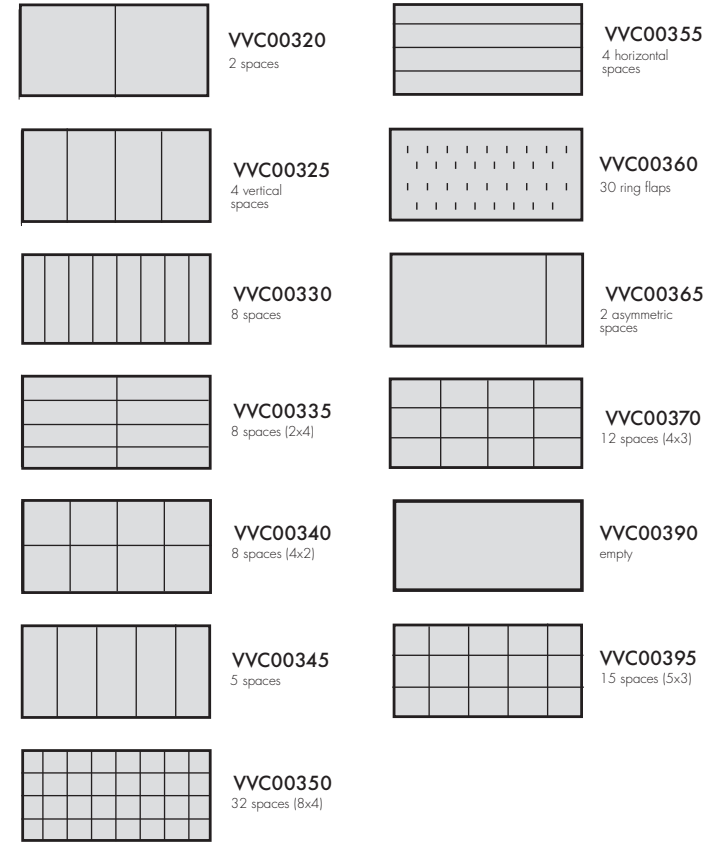 VVC00320
2 spaces
VVC00325
4 vertical
spaces
VVC00330
8 spaces
VVC00335
8 spaces (2x4)
VVC00340
8 spaces (4x2)
VVC00345
5 spaces
VVC00350
32 spaces (8x4)
VVC00355
4 horizontal
spaces
VVC00360
30 ring flaps
VVC00365
2 asymmetric
spaces
VVC00370
12 spaces (4x3)
VVC00390
empty
VVC00395
15 spaces (5x3)